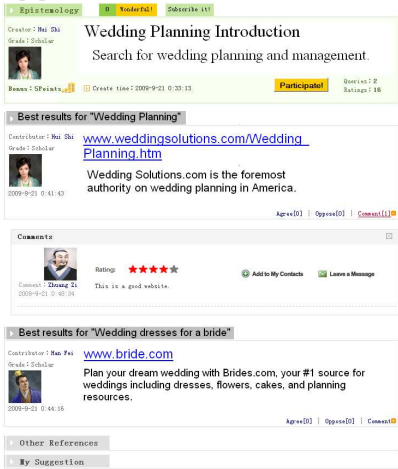 Epistemology 0 Wonderful! Subscribe it!
Creator: Hui Shi
Grade: Scholar
Wedding Planning Introduction
Search for wedding planning and management.
Bonus: 5Points
Create time: 2009-9-21 0:33:13
Participate!
Queries: 2
Ratings: 16
Best results for "Wedding Planning"
Contributor: Hui Shi
Grade: Scholar
2009-9-21 0:41:43
www.weddingsolutions.com/Wedding_
Planning.htm
Wedding Solutions.com is the foremost
authority on wedding planning in America.
Agree[0] | Oppose[0] | Comment[1]
Comments
Comment: Zhuang Zi
2009-9-21 0:48:34
Rating:
This is a good website.
Add to My Contacts
Leave a Message
Best results for "Wedding dresses for a bride"
Contributor: Han Fei
Grade: Scholar
2009-9-21 0:44:16
www.bride.com
Plan your dream wedding with Brides.com, your #1 source for
weddings including dresses, flowers, cakes, and planning
resources.
Agree[0] | Oppose[0] | Comment
Other References
My Suggestion